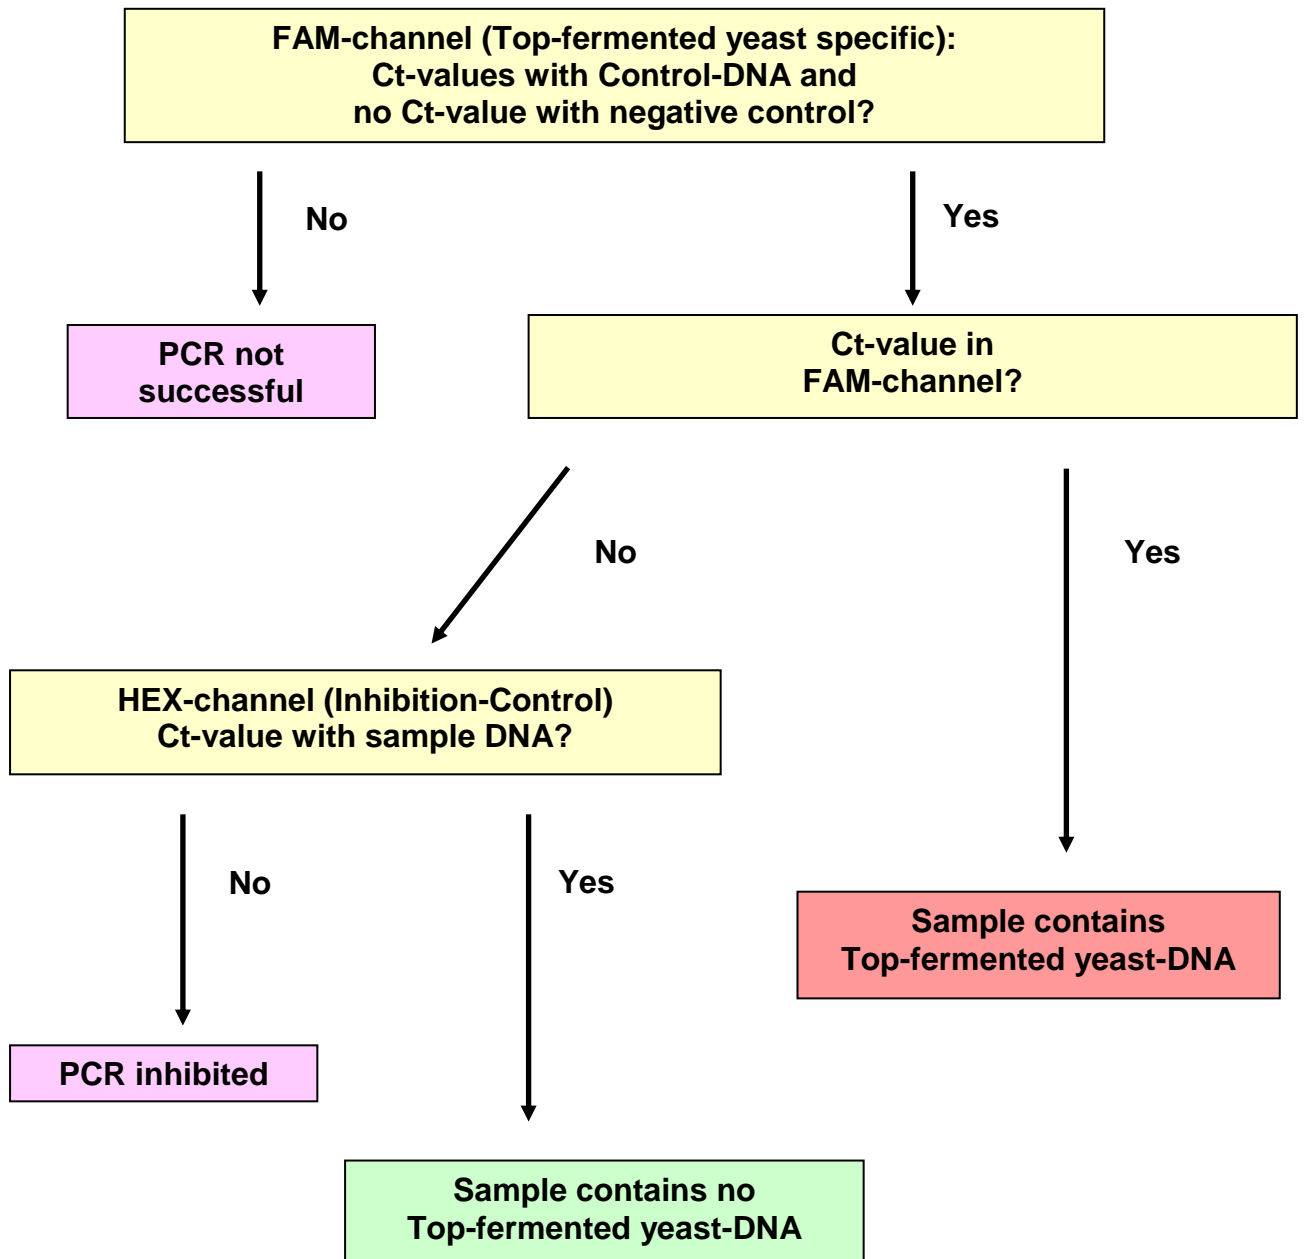 FAM-channel (Top-fermented yeast specific):
Ct-values with Control-DNA and
no Ct-value with negative control?
No
Yes
PCR not
successful
Ct-value in
FAM-channel?
No
Yes
HEX-channel (Inhibition-Control)
Ct-value with sample DNA?
No
Yes
Sample contains
Top-fermented yeast-DNA
PCR inhibited
Sample contains no
Top-fermented yeast-DNA